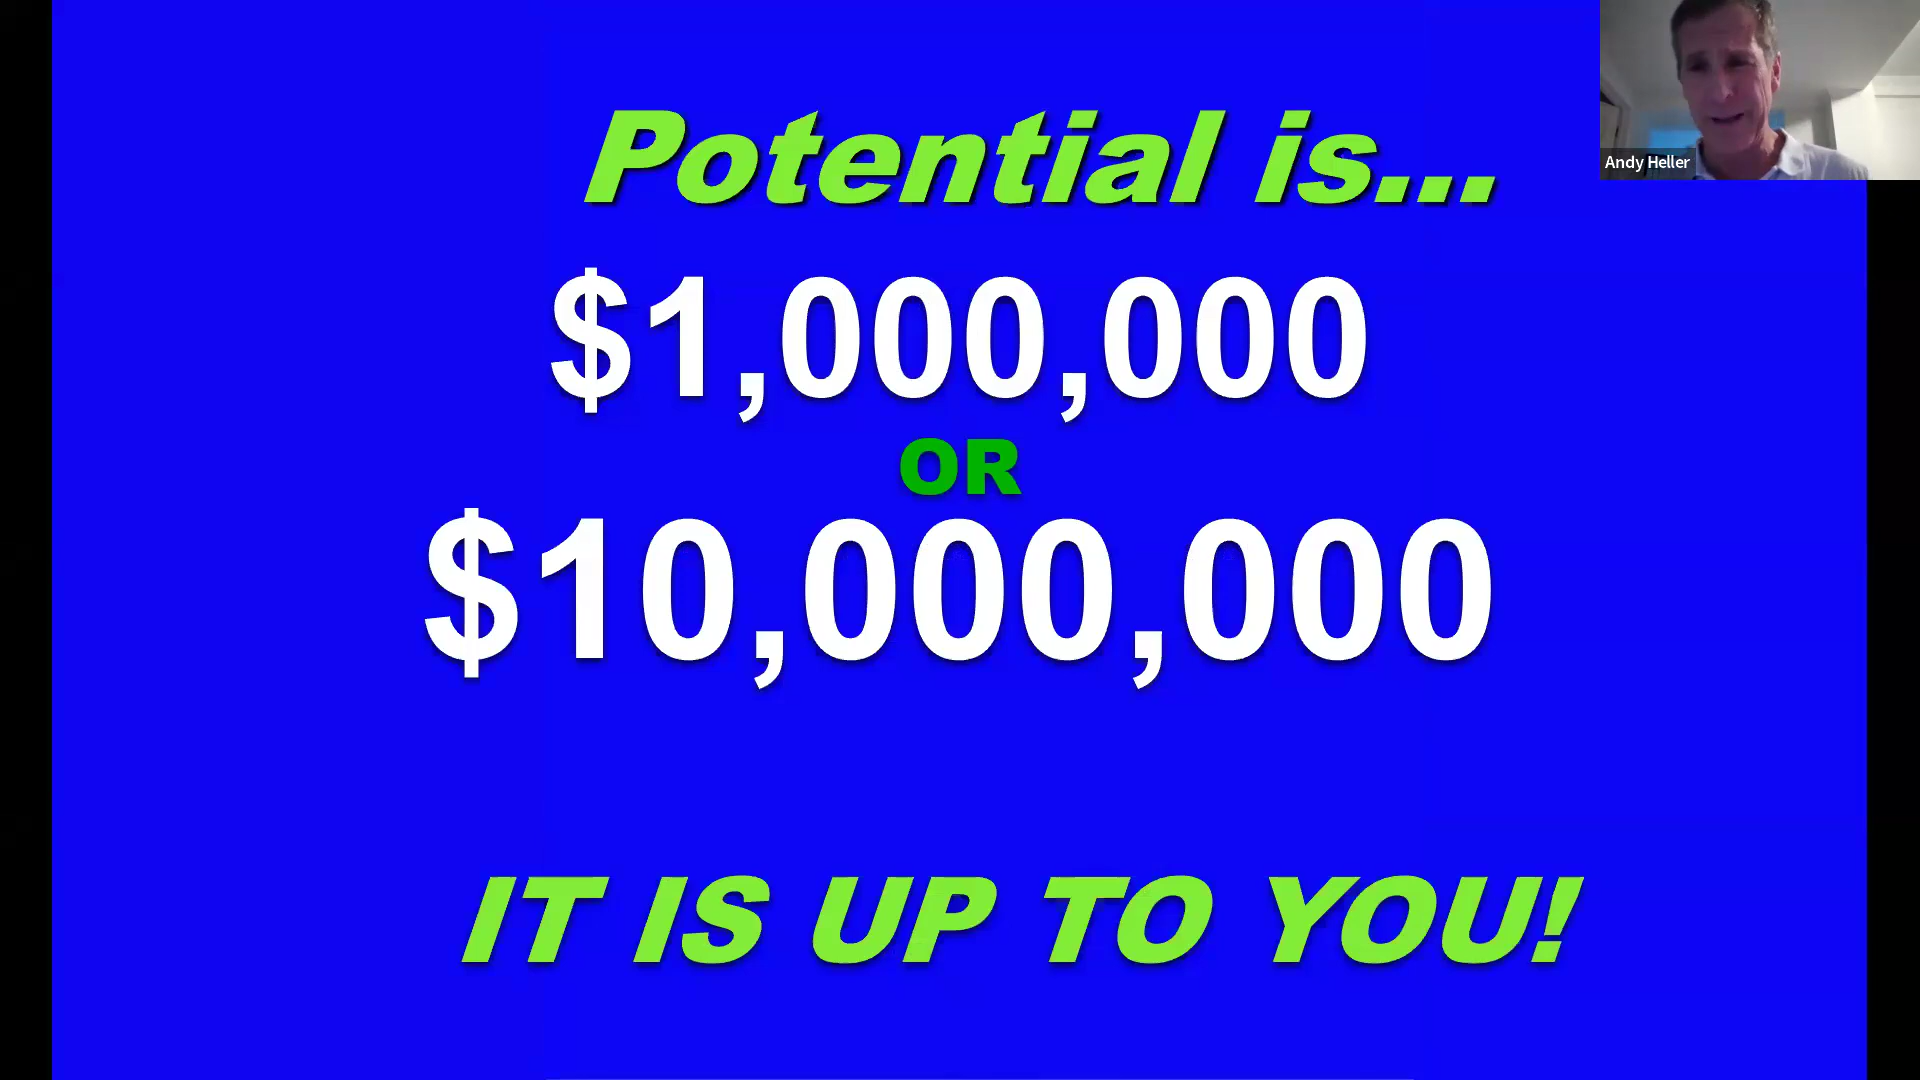 Potential is...
Andy Heller
$1,000,000
OR
$10,000,000
IT IS UP TO YOU!